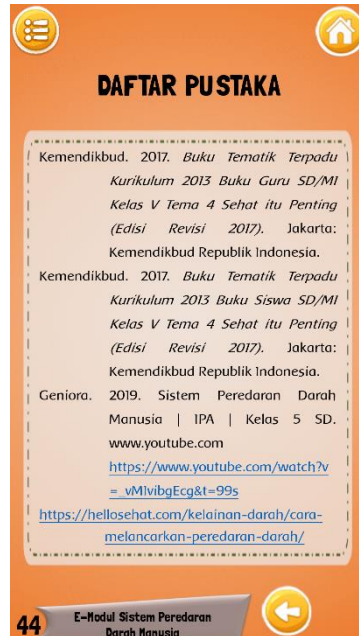 DAFTAR PUSTAKA
Kemendikbud. 2017. Buku Tematik Terpadu
Kurikulum 2013 Buku Guru SD/MI
Kelas V Tema 4 Sehat itu Penting
(Edisi Revisi 2017). Jakarta:
Kemendikbud Republik Indonesia.
Kemendikbud. 2017. Buku Tematik Terpadu
Kurikulum 2013 Buku Siswa SD/MI
Kelas V Tema 4 Sehat itu Penting
(Edisi Revisi 2017). Jakarta:
Kemendikbud Republik Indonesia.
Geniora. 2019. Sistem Peredaran Darah
Manusia | IPA | Kelas 5 SD.
www.youtube.com
https://www.youtube.com/watch?v
=_vM1vibgEcg&t=99s
https://hellosehat.com/kelainan-darah/cara-
melancarkan-peredaran-darah/
44
E-Modul Sistem Peredaran
Darah Manusia